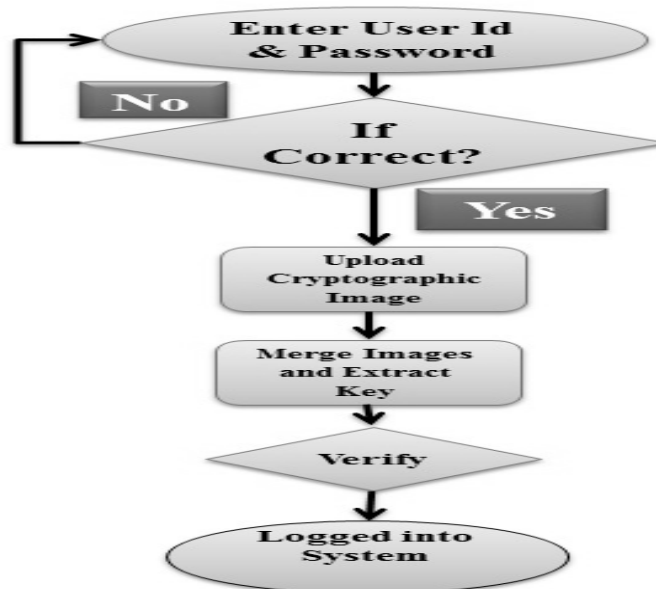 Enter User Id
& Password
No
If
Correct?
Yes
Upload
Cryptographic
Image
Merge Images
and Extract
Key
Verify
Logged into
System